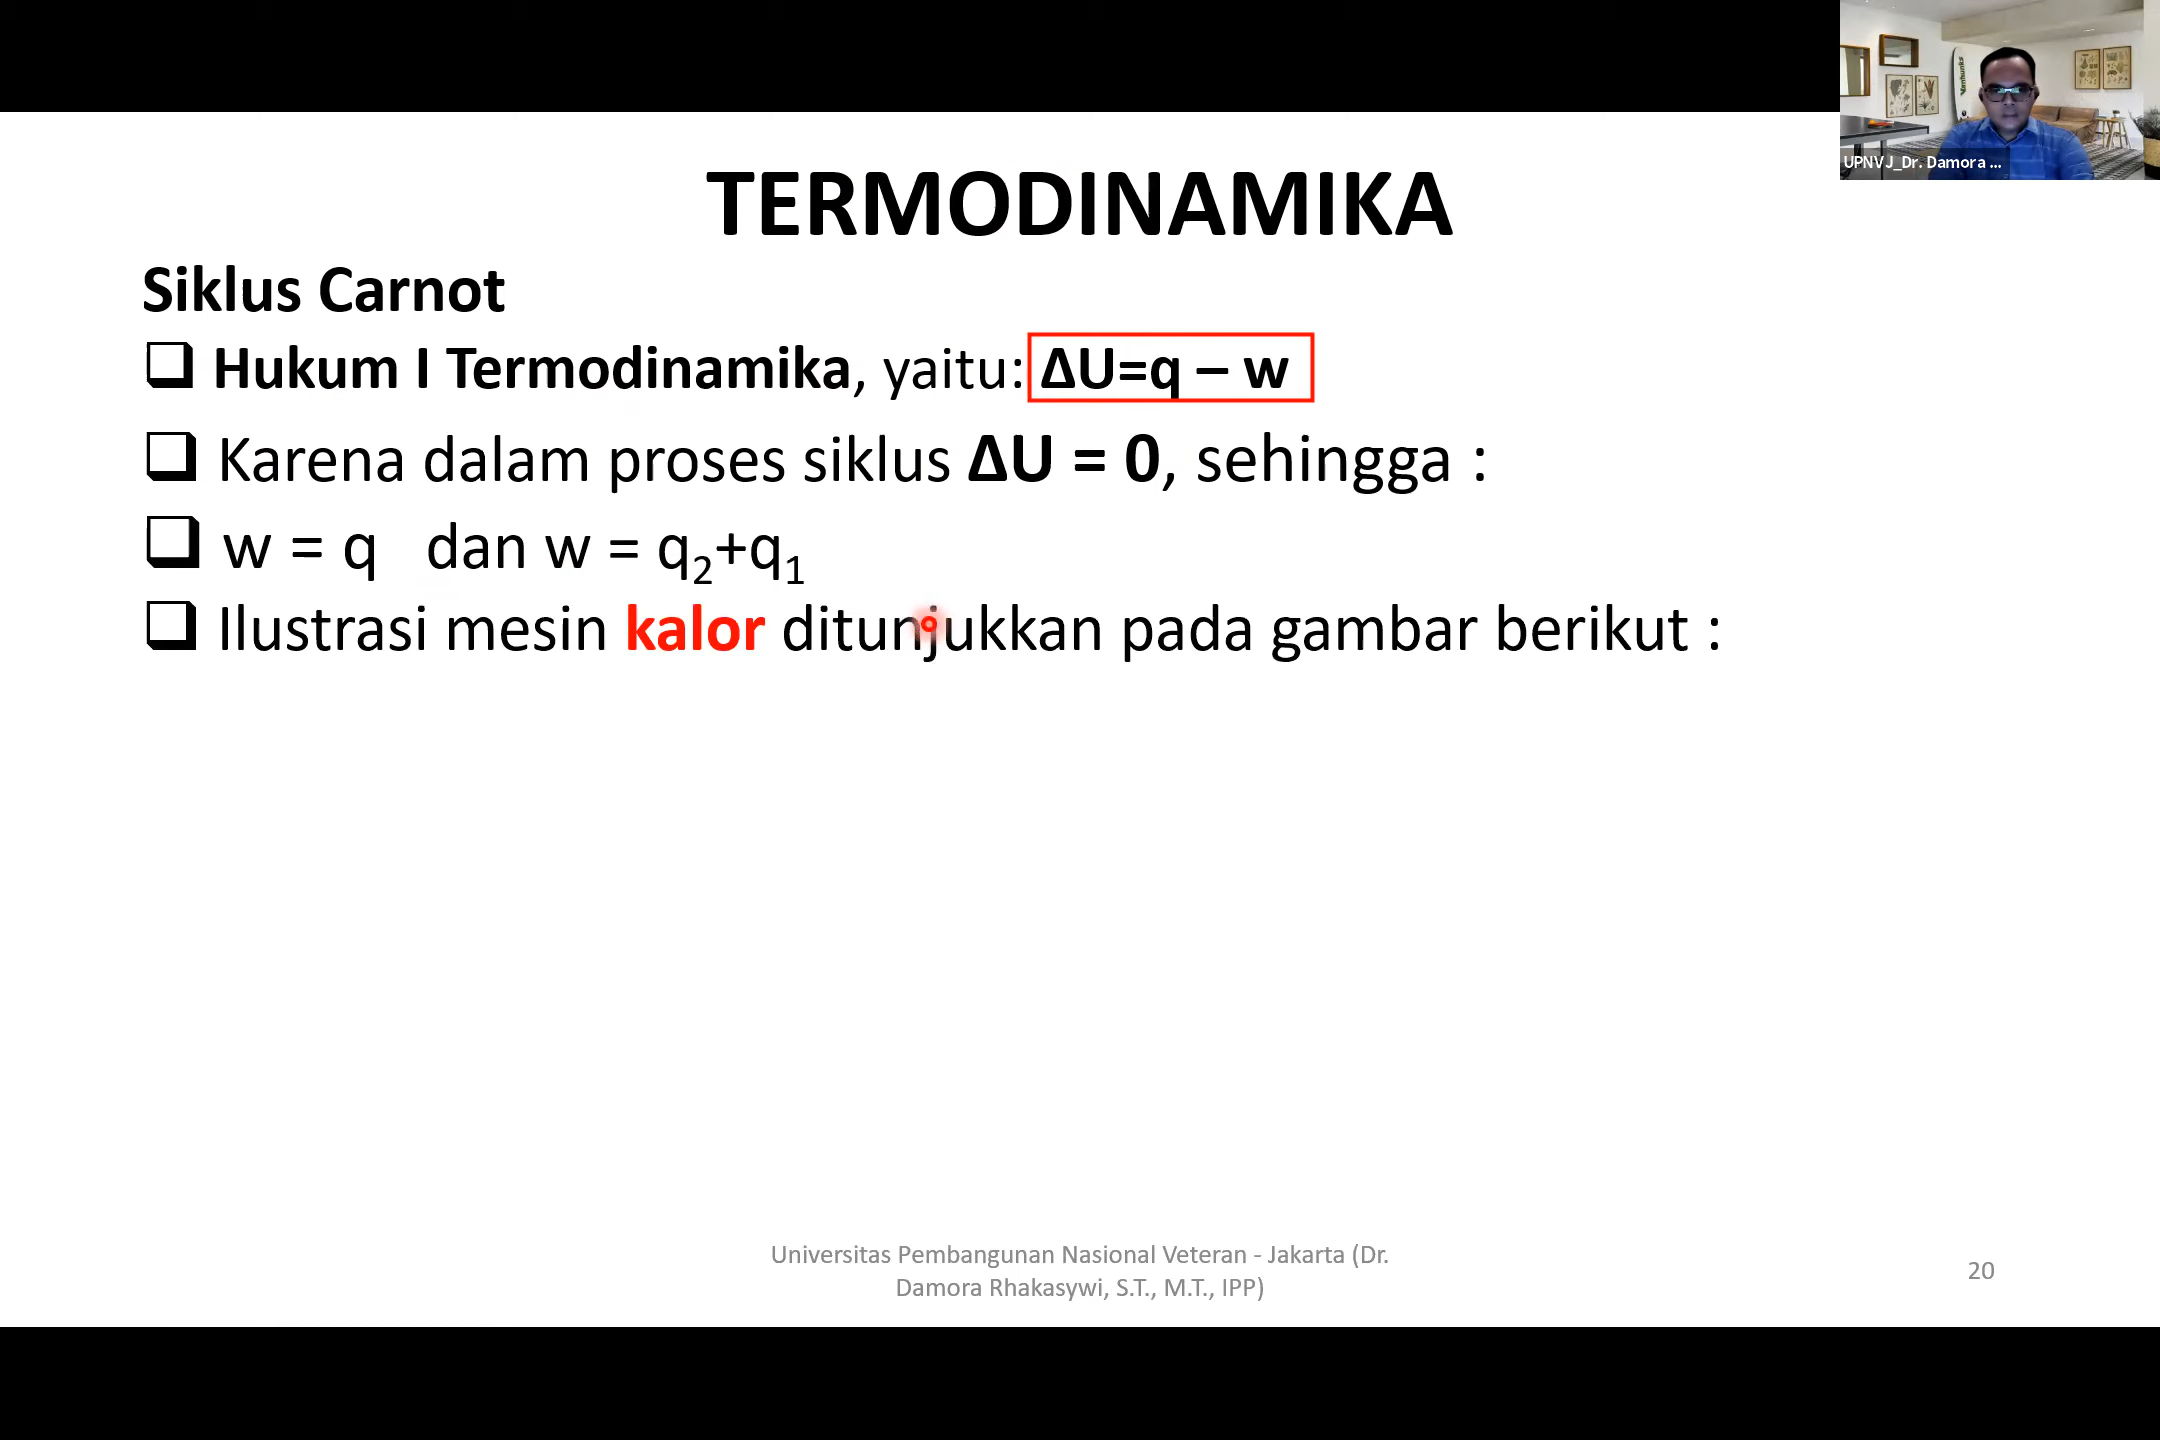 UPNVJ_Dr. Damora ...
TERMODINAMIKA
Siklus Carnot
❑ Hukum I Termodinamika, yaitu: ΔU=q – w
❑ Karena dalam proses siklus ΔU = 0, sehingga :
❑ w = q dan w = q₂+q₁
❑ Ilustrasi mesin kalor ditunjukkan pada gambar berikut :
Universitas Pembangunan Nasional Veteran - Jakarta (Dr.
Damora Rhakasywi, S.T., M.T., IPP)
20